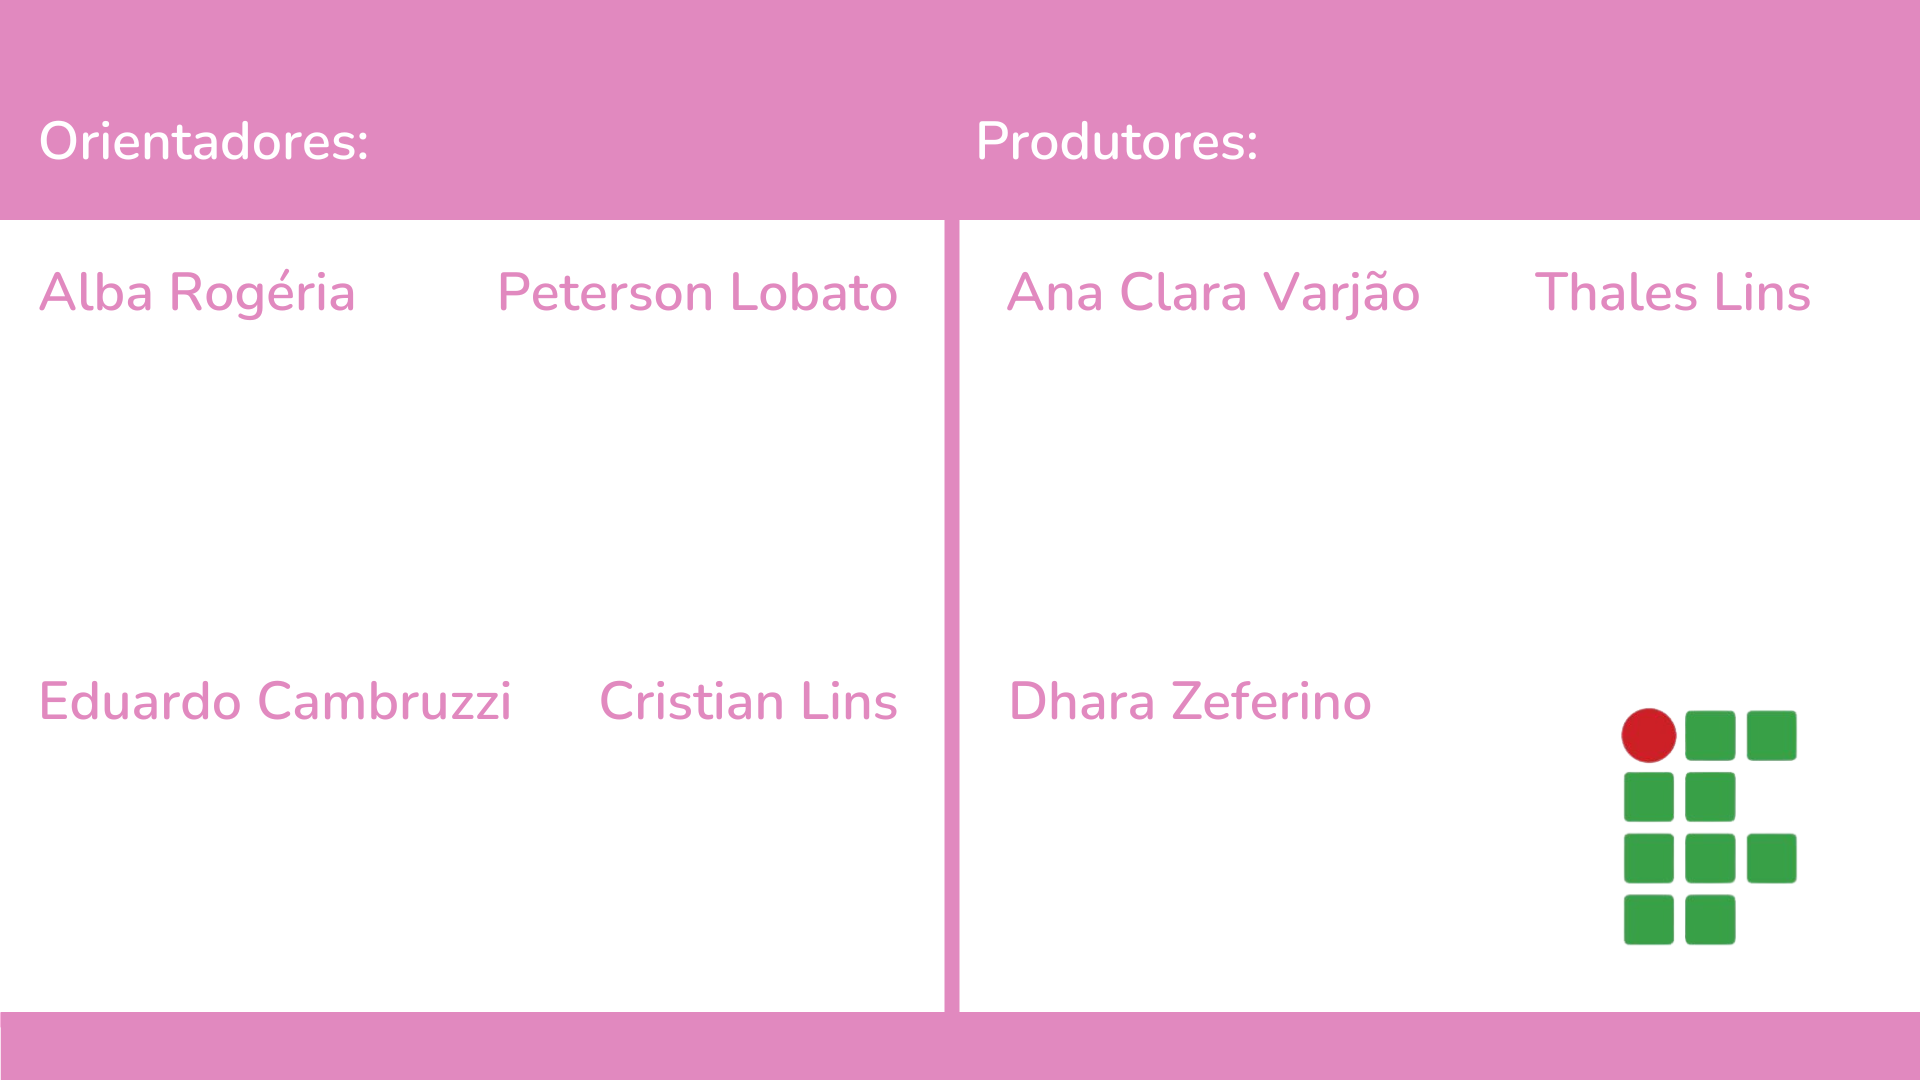 Orientadores:
Produtores:
Alba Rogéria
Peterson Lobato
Eduardo Cambruzzi
Cristian Lins
Ana Clara Varjão
Thales Lins
Dhara Zeferino